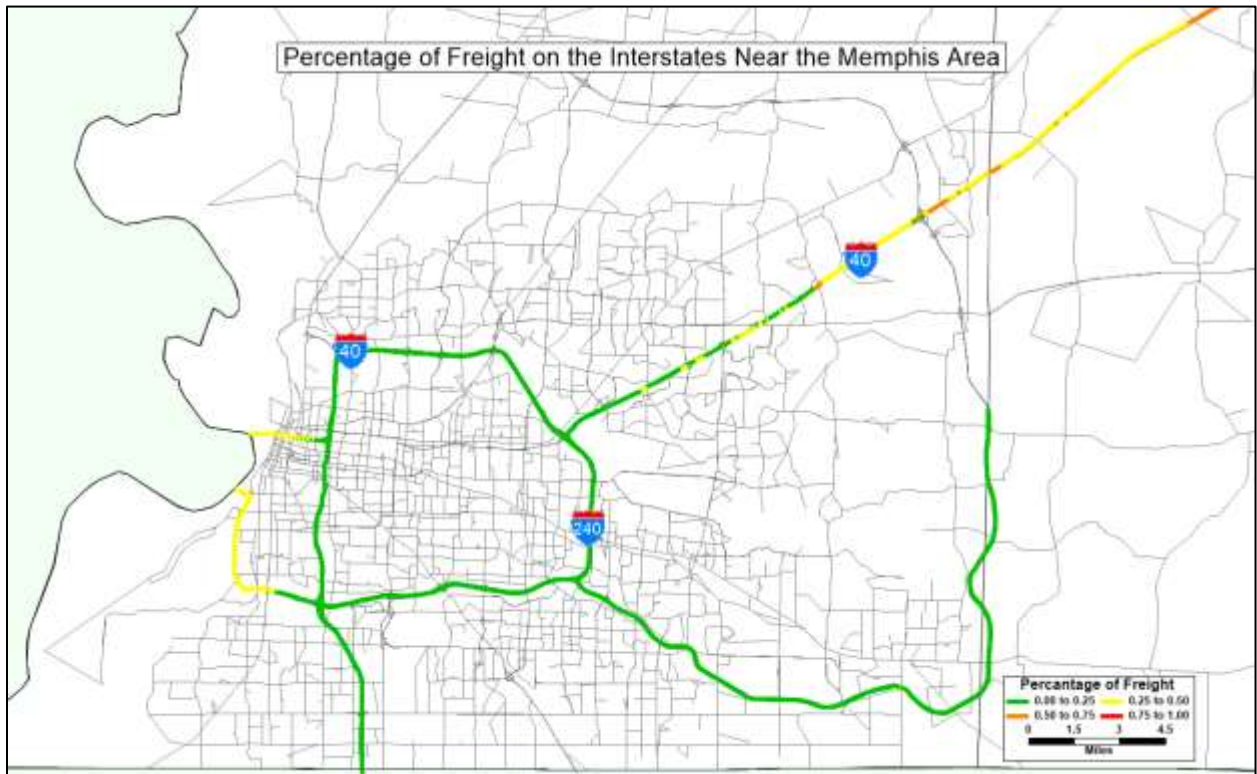 Percentage of Freight on the Interstates Near the Memphis Area
40
40
240
Percantage of Freight
0.00 to 0.25 0.25 to 0.50
0.50 to 0.75 0.75 to 1.00
0 1.5 3 4.5
Miles